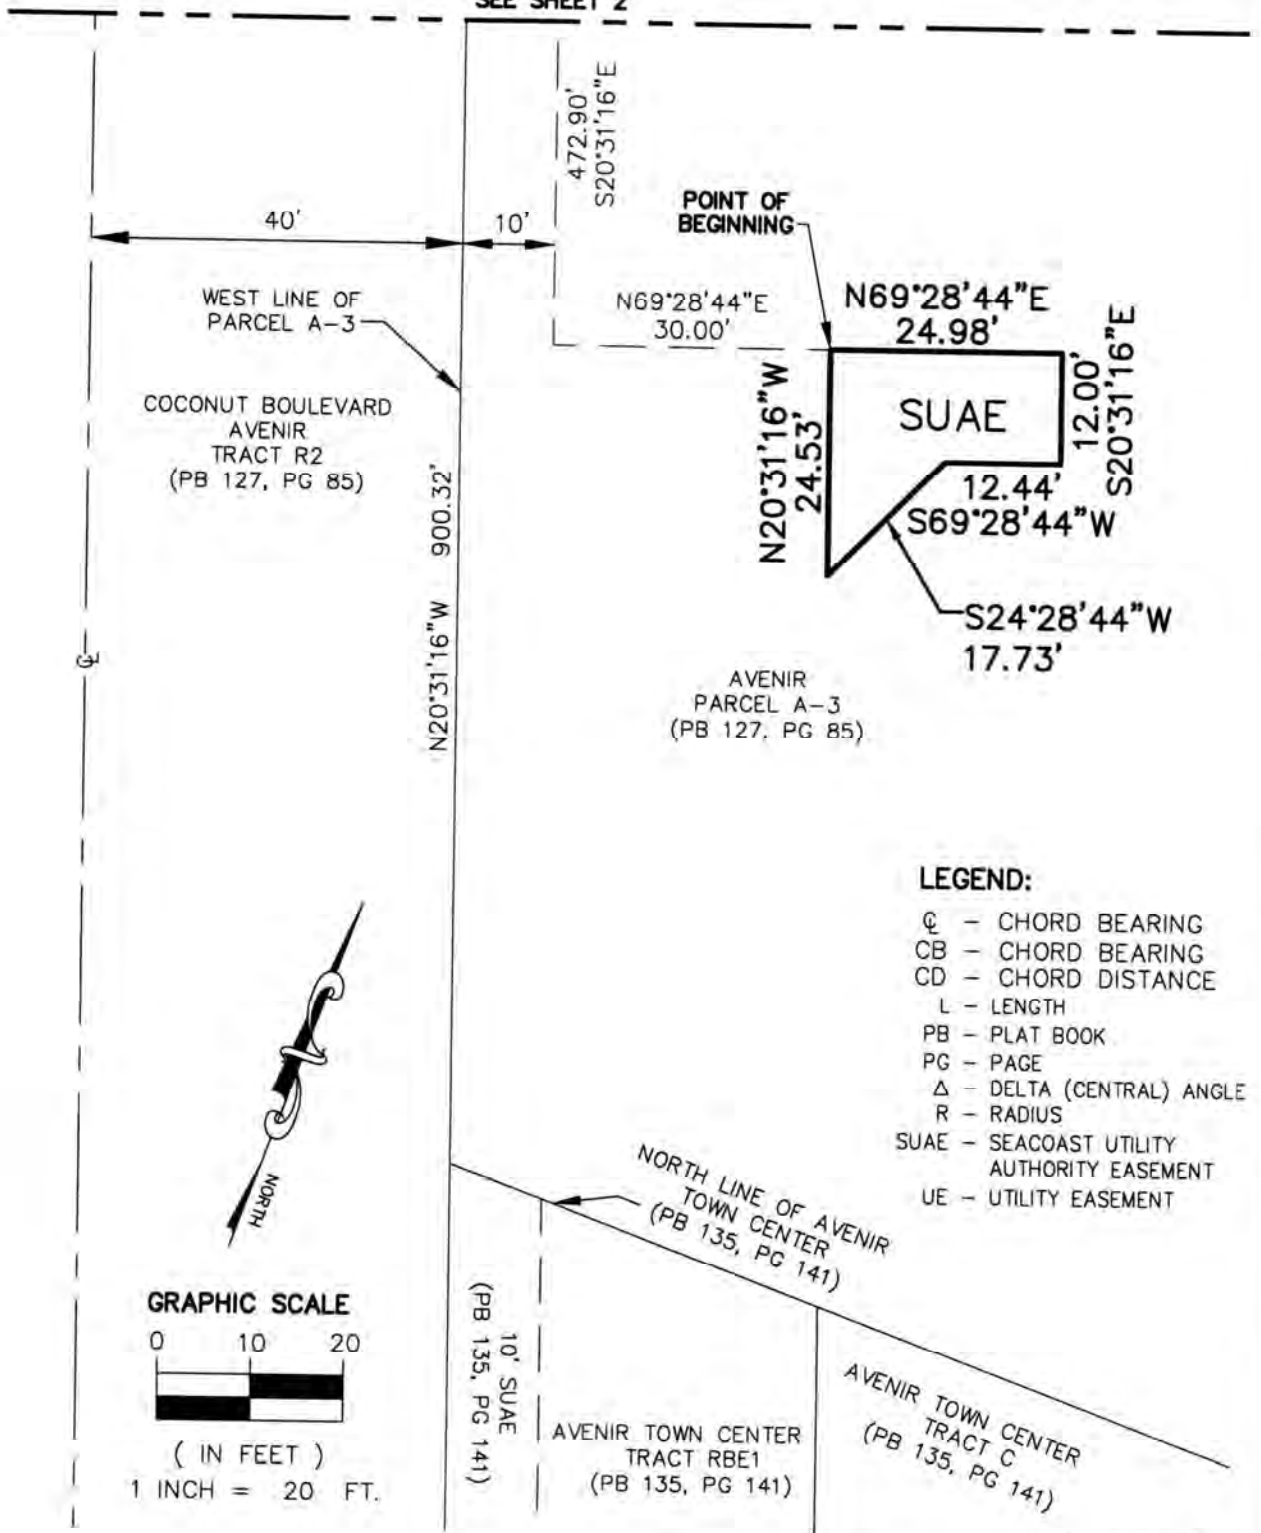 SEE SHEET 2
472.90'
S20°31'16"E
40'
10'
POINT OF
BEGINNING
WEST LINE OF
PARCEL A-3
N69°28'44"E
30.00'
N69°28'44"E
24.98'
12.00'
S20°31'16"E
N20°31'16"W
24.53'
SUAE
12.44'
S69°28'44"W
S24°28'44"W
17.73'
COCONUT BOULEVARD
AVENIR
TRACT R2
(PB 127, PG 85)
N20°31'16"W 900.32'
℄
AVENIR
PARCEL A-3
(PB 127, PG 85)
LEGEND:
℄ - CHORD BEARING
CB - CHORD BEARING
CD - CHORD DISTANCE
L - LENGTH
PB - PLAT BOOK
PG - PAGE
Δ - DELTA (CENTRAL) ANGLE
R - RADIUS
SUAE - SEACOAST UTILITY
AUTHORITY EASEMENT
UE - UTILITY EASEMENT
NORTH
NORTH LINE OF AVENIR
TOWN CENTER
(PB 135, PG 141)
GRAPHIC SCALE
0 10 20
( IN FEET )
1 INCH = 20 FT.
10' SUAE
(PB 135, PG 141)
AVENIR TOWN CENTER
TRACT RBE1
(PB 135, PG 141)
AVENIR TOWN CENTER
TRACT C
(PB 135, PG 141)